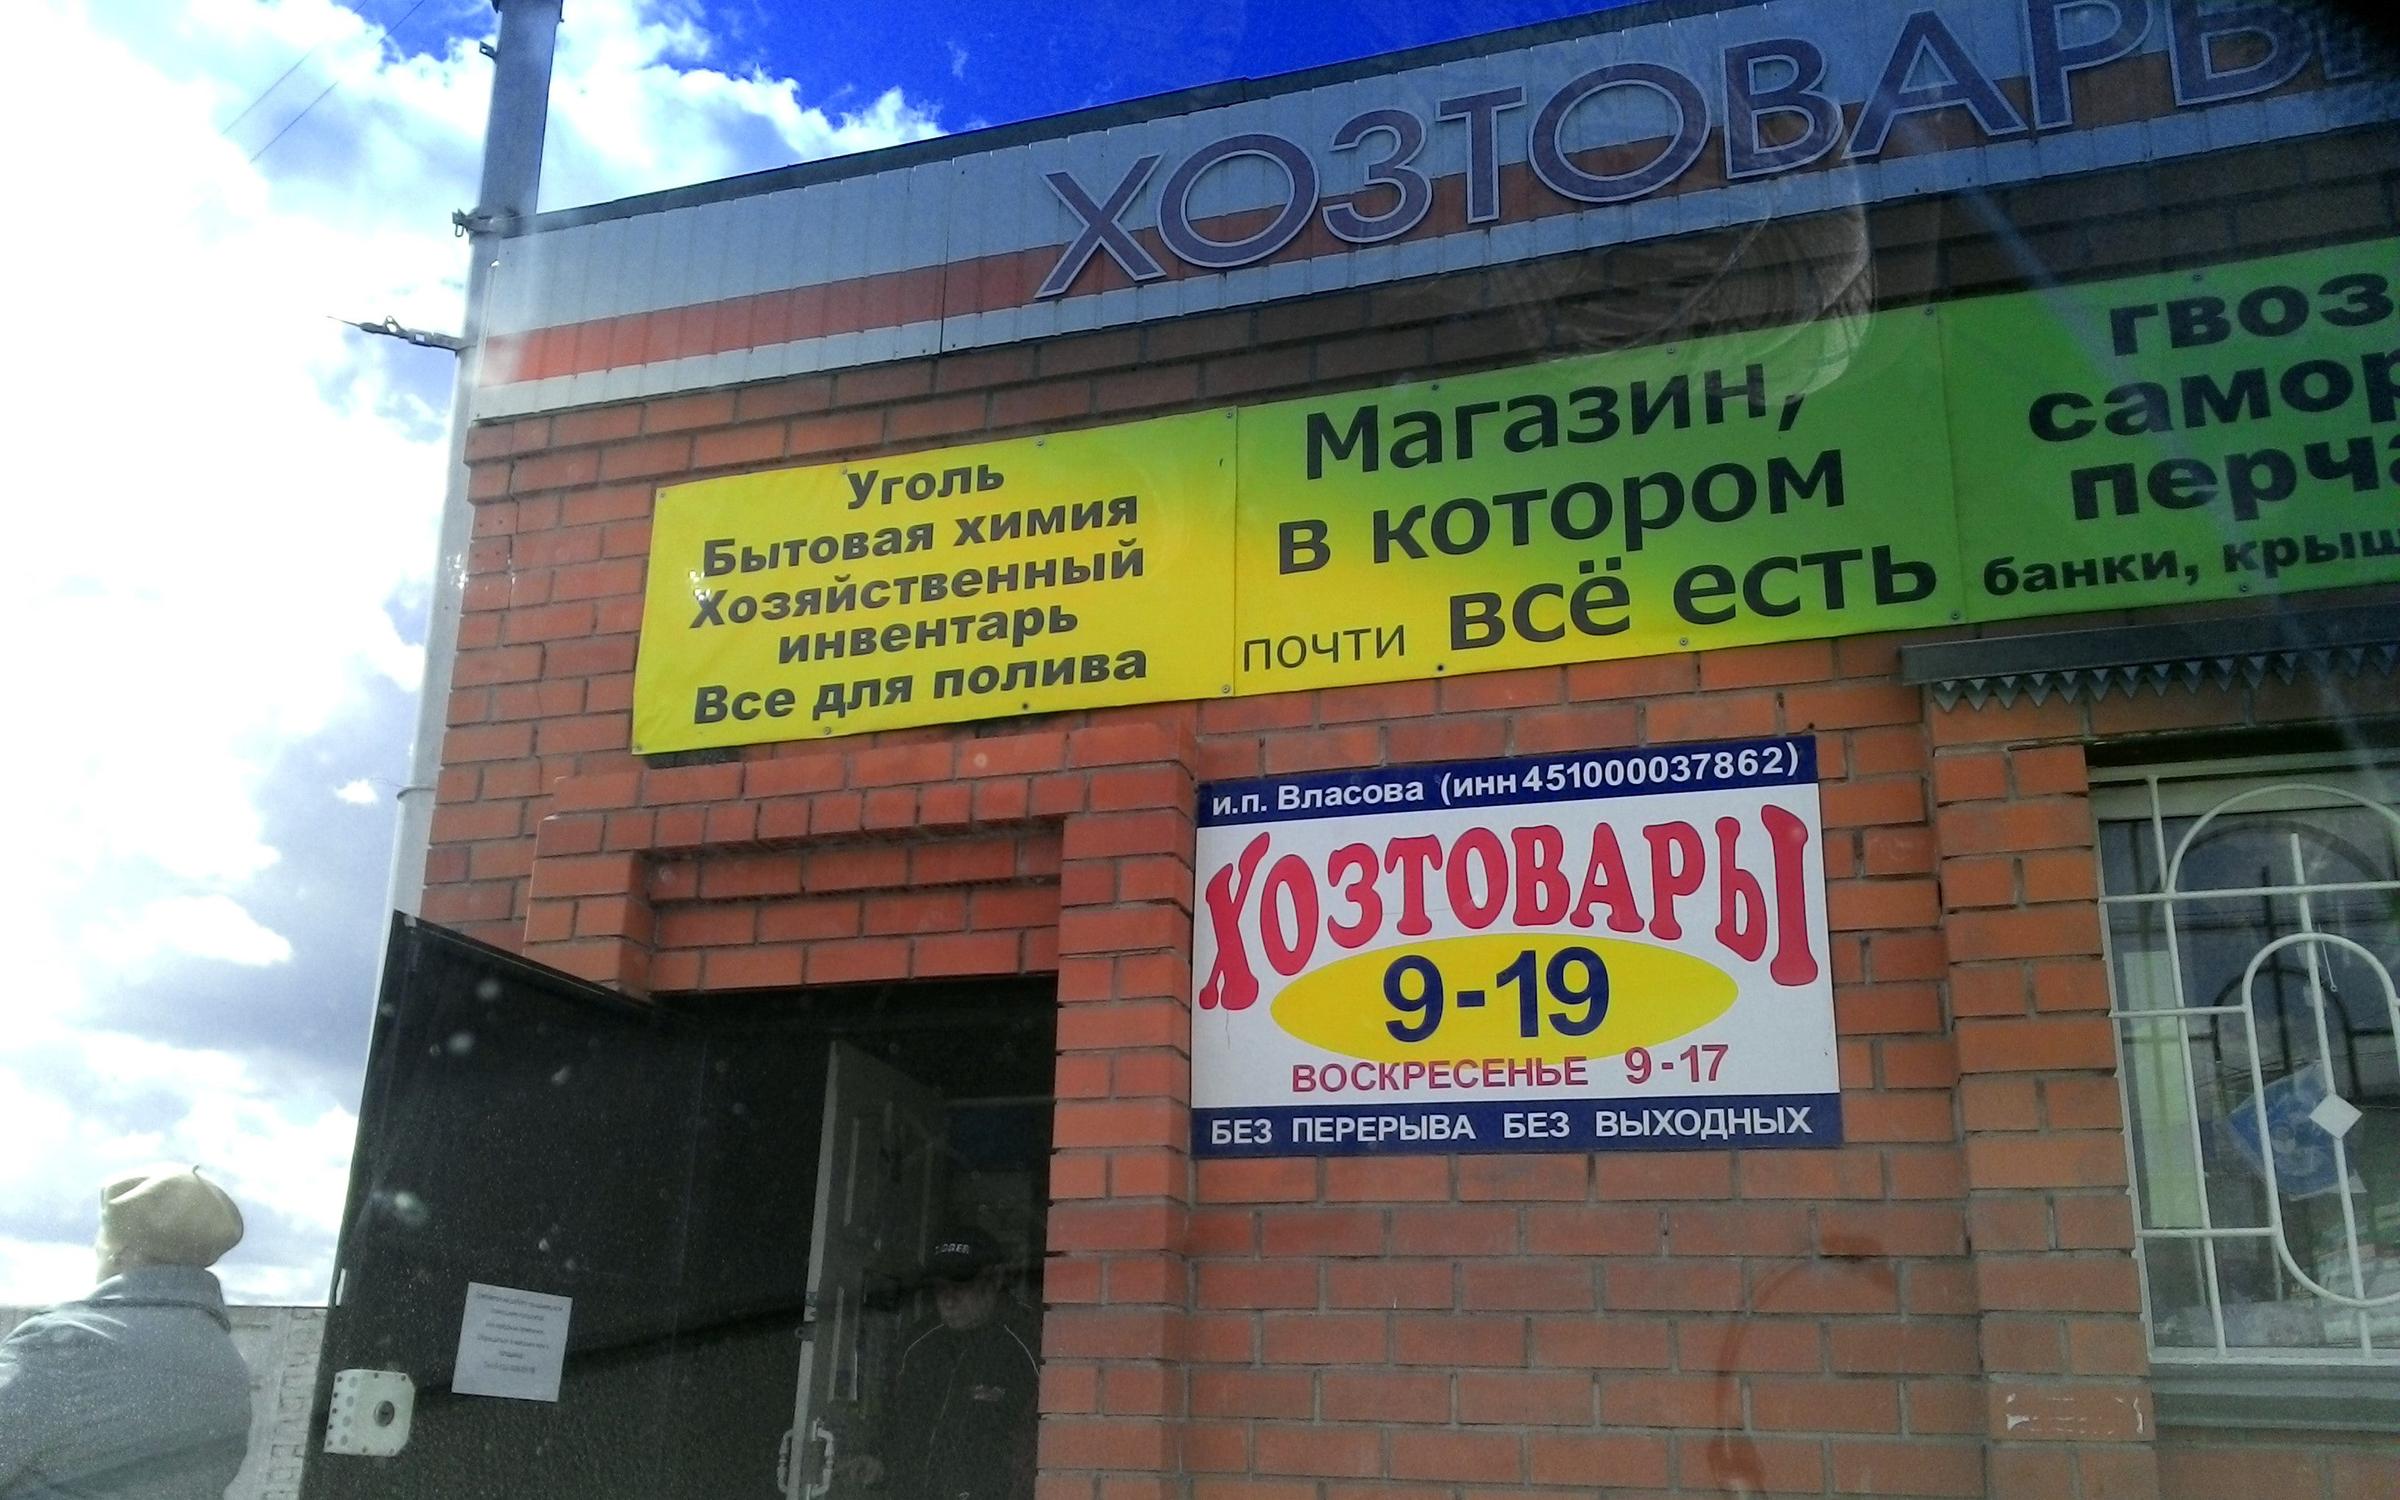 ХОЗТОВАРЫ
Уголь
Бытовая химия
Хозяйственный
инвентарь
Все для полива
Магазин,
в котором
почти всё есть
гвоз
самор
перча
банки, крыш
и.п. Власова (инн 451000037862)
ХОЗТОВАРЫ
9-19
ВОСКРЕСЕНЬЕ 9-17
БЕЗ ПЕРЕРЫВА БЕЗ ВЫХОДНЫХ